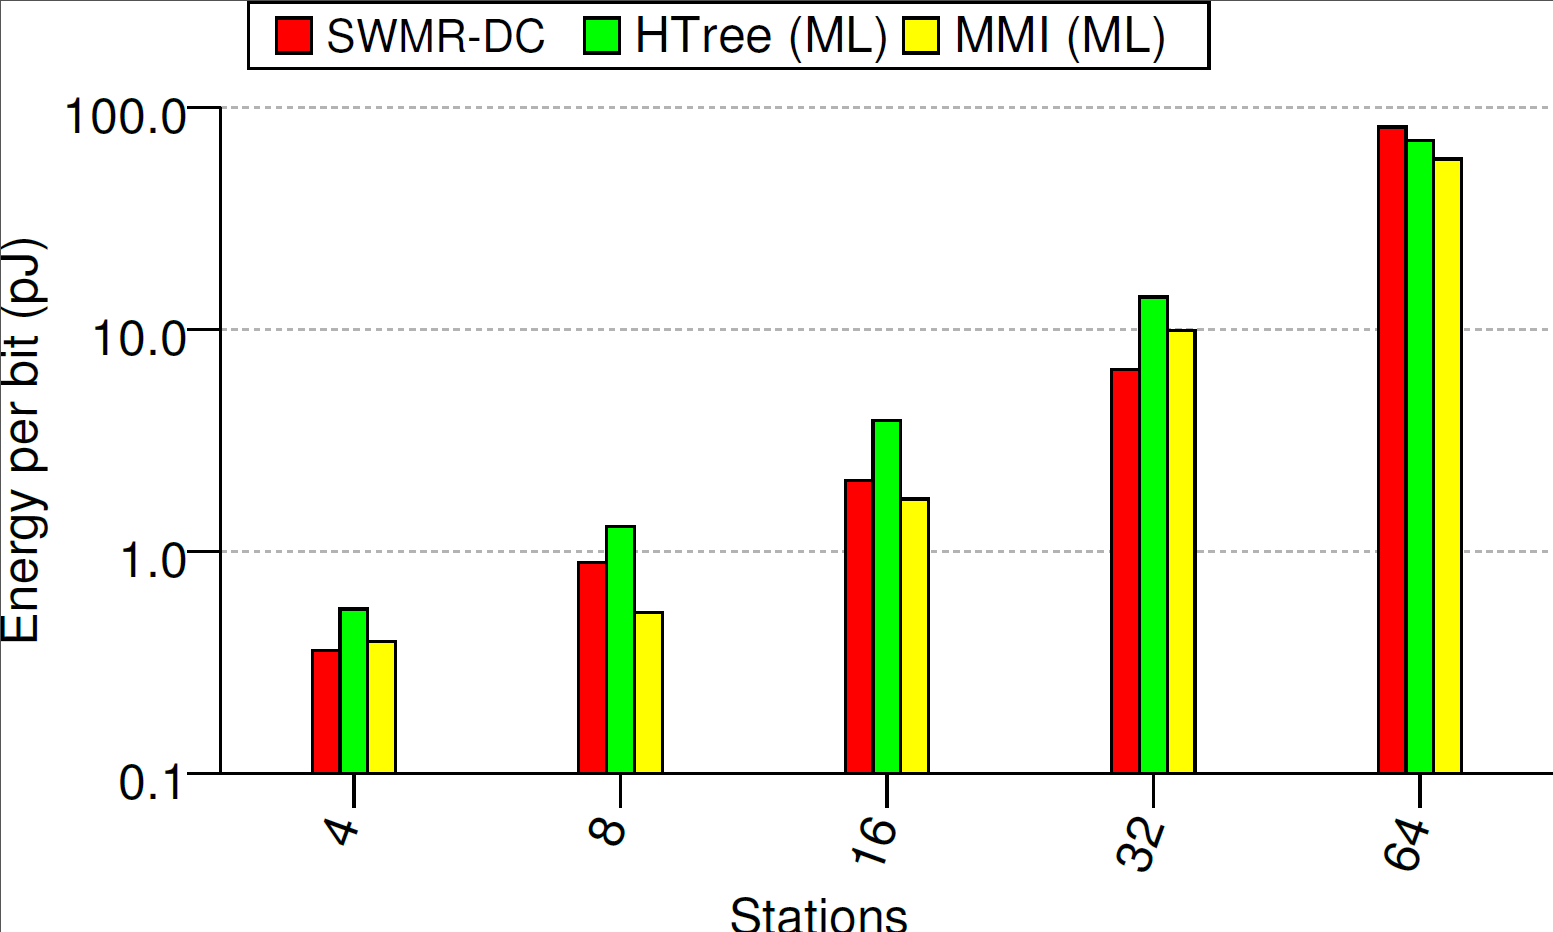 SWMR-DC HTree (ML) MMI (ML)
100.0
10.0
1.0
0.1
Energy per bit (pJ)
4 8 16 32 64
Stations